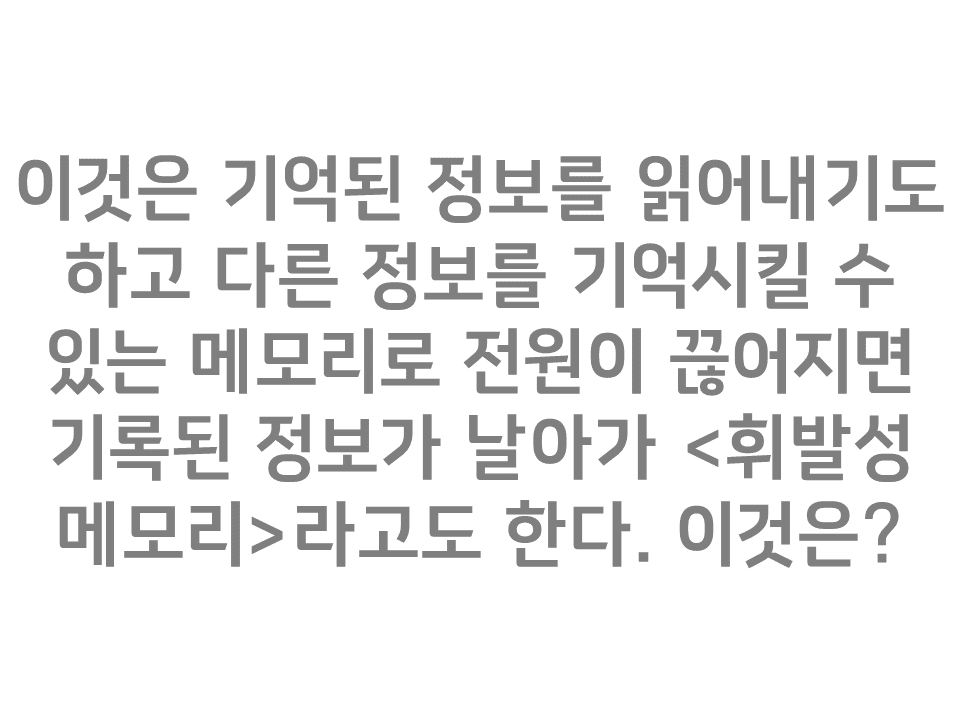 이것은 기억된 정보를 읽어내기도
하고 다른 정보를 기억시킬 수
있는 메모리로 전원이 끊어지면
기록된 정보가 날아가 <휘발성
메모리>라고도 한다. 이것은?